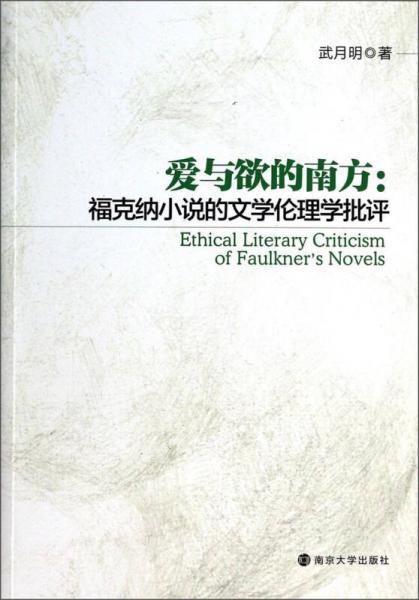 武月明◎著
爱与欲的南方：
福克纳小说的文学伦理学批评
Ethical Literary Criticism
of Faulkner's Novels
南京大学出版社